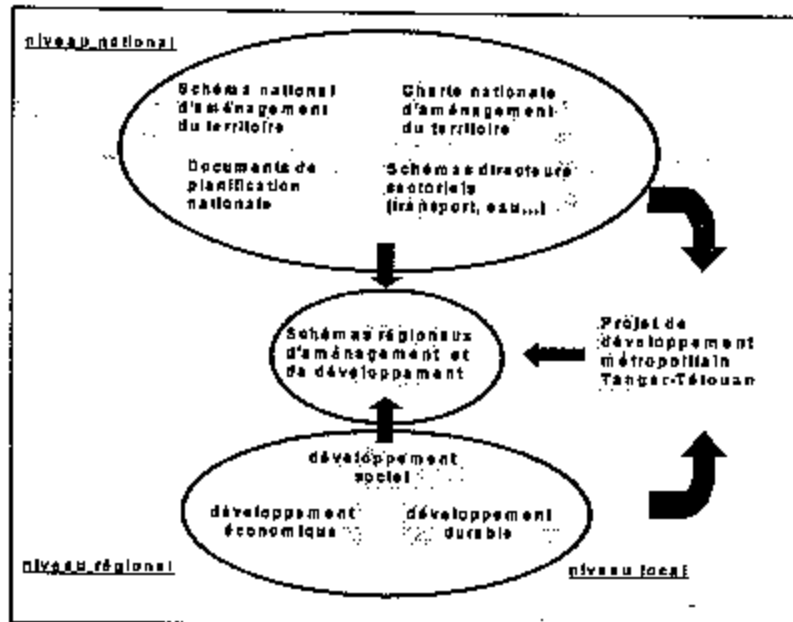 niveau national
Schéma national
d'aménagement
du territoire
Charte nationale
d'aménagement
du territoire
Documents de
planification
nationale
Schémas directeurs
sectoriels
(transport, eau,..)
Schémas régionaux
d'aménagement et
de développement
Projet de
développement
métropolitain
Tanger-Tétouan
développement
social
développement
économique
développement
durable
niveau régional
niveau local